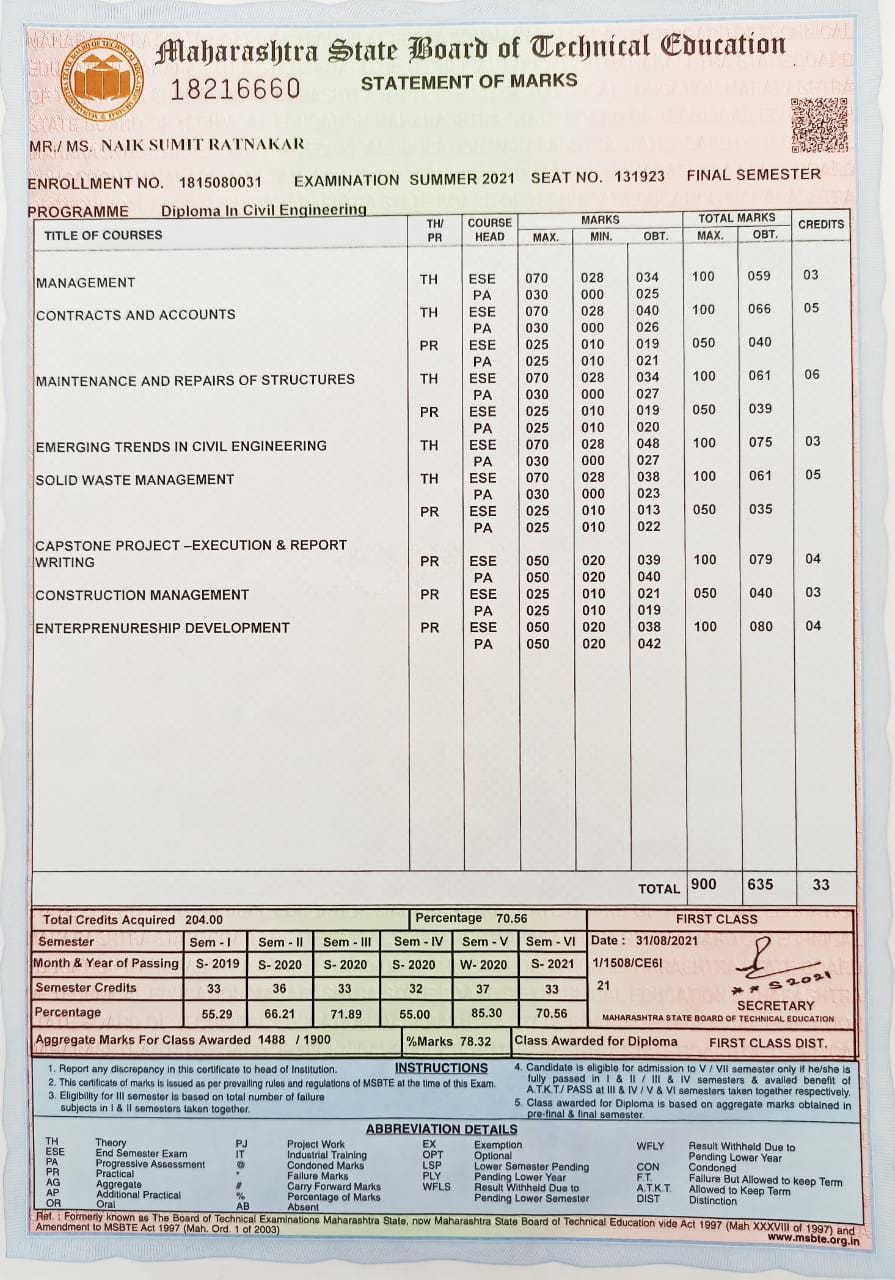 Maharashtra State Board of Technical Education
18216660 STATEMENT OF MARKS
MR./ MS. NAIK SUMIT RATNAKAR
ENROLLMENT NO. 1815080031 EXAMINATION SUMMER 2021 SEAT NO. 131923 FINAL SEMESTER
PROGRAMME Diploma In Civil Engineering
TITLE OF COURSES TH/ PR COURSE HEAD MARKS TOTAL MARKS CREDITS
MAX. MIN. OBT. MAX. OBT.
MANAGEMENT TH ESE 070 028 034 100 059 03
PA 030 000 025
CONTRACTS AND ACCOUNTS TH ESE 070 028 040 100 066 05
PA 030 000 026
PR ESE 025 010 019 050 040
PA 025 010 021
MAINTENANCE AND REPAIRS OF STRUCTURES TH ESE 070 028 034 100 061 06
PA 030 000 027
PR ESE 025 010 019 050 039
PA 025 010 020
EMERGING TRENDS IN CIVIL ENGINEERING TH ESE 070 028 048 100 075 03
PA 030 000 027
SOLID WASTE MANAGEMENT TH ESE 070 028 038 100 061 05
PA 030 000 023
PR ESE 025 010 013 050 035
PA 025 010 022
CAPSTONE PROJECT –EXECUTION & REPORT
WRITING PR ESE 050 020 039 100 079 04
PA 050 020 040
CONSTRUCTION MANAGEMENT PR ESE 025 010 021 050 040 03
PA 025 010 019
ENTERPRENURESHIP DEVELOPMENT PR ESE 050 020 038 100 080 04
PA 050 020 042
TOTAL 900 635 33
Total Credits Acquired 204.00 Percentage 70.56 FIRST CLASS
Semester Sem - I Sem - II Sem - III Sem - IV Sem - V Sem - VI Date : 31/08/2021
Month & Year of Passing S- 2019 S- 2020 S- 2020 S- 2020 W- 2020 S- 2021 1/1508/CE6I
Semester Credits 33 36 33 32 37 33 21
** S2021
SECRETARY
Percentage 55.29 66.21 71.89 55.00 85.30 70.56 MAHARASHTRA STATE BOARD OF TECHNICAL EDUCATION
Aggregate Marks For Class Awarded 1488 / 1900 %Marks 78.32 Class Awarded for Diploma FIRST CLASS DIST.
INSTRUCTIONS
1. Report any discrepancy in this certificate to head of Institution.
2. This certificate of marks is issued as per prevailing rules and regulations of MSBTE at the time of this Exam.
3. Eligibility for III semester is based on total number of failure
subjects in I & II semesters taken together.
4. Candidate is eligible for admission to V / VII semester only if he/she is
fully passed in I & II / III & IV semesters & availed benefit of
A.T.K.T./ PASS at III & IV / V & VI semesters taken together respectively.
5. Class awarded for Diploma is based on aggregate marks obtained in
pre-final & final semester.
ABBREVIATION DETAILS
TH Theory
ESE End Semester Exam
PA Progressive Assessment
PR Practical
AG Aggregate
AP Additional Practical
OR Oral
PJ Project Work
IT Industrial Training
@ Condoned Marks
* Failure Marks
# Carry Forward Marks
% Percentage of Marks
AB Absent
EX Exemption
OPT Optional
LSP Lower Semester Pending
PLY Pending Lower Year
WFLS Result Withheld Due to
Pending Lower Semester
WFLY Result Withheld Due to
Pending Lower Year
CON Condoned
F.T. Failure But Allowed to keep Term
A.T.K.T. Allowed to Keep Term
DIST Distinction
Ref. : Formerly known as The Board of Technical Examinations Maharashtra State, now Maharashtra State Board of Technical Education vide Act 1997 (Mah XXXVIII of 1997) and
Amendment to MSBTE Act 1997 (Mah. Ord. 1 of 2003)
www.msbte.org.in